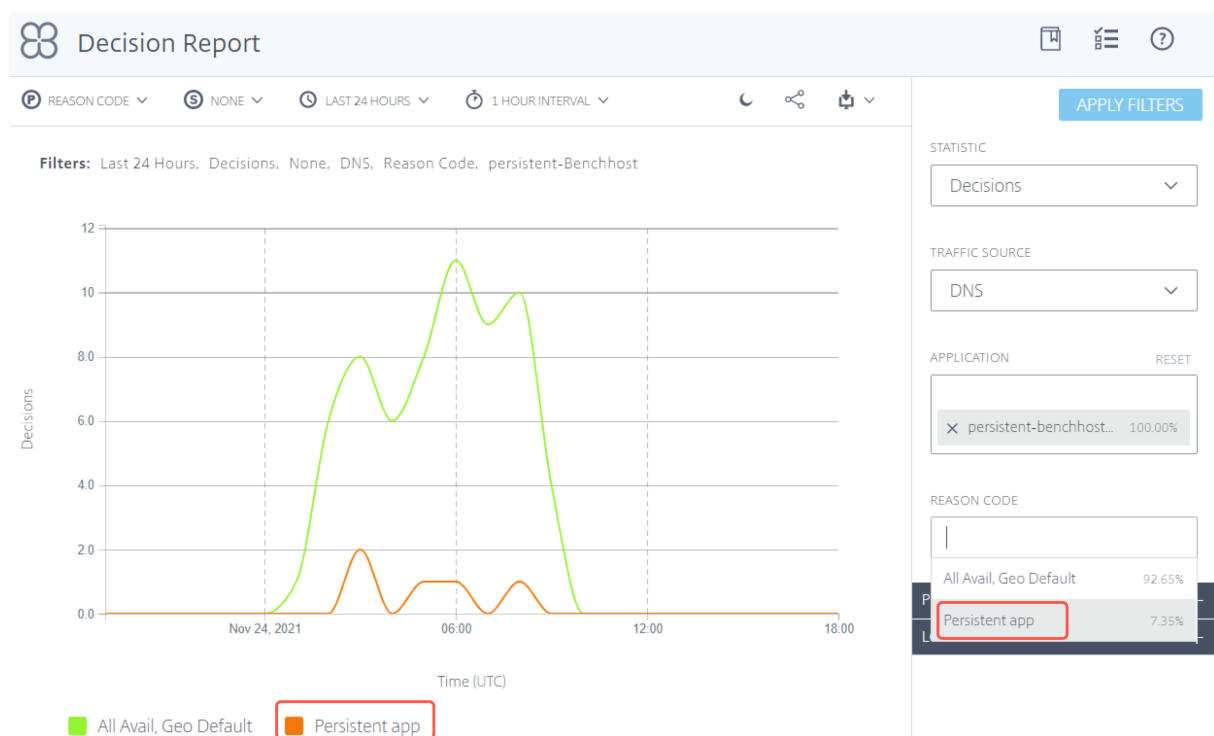 Decision Report
REASON CODE
NONE
LAST 24 HOURS
1 HOUR INTERVAL
APPLY FILTERS
Filters: Last 24 Hours, Decisions, None, DNS, Reason Code, persistent-Benchhost
STATISTIC
Decisions
TRAFFIC SOURCE
DNS
APPLICATION RESET
persistent-benchhost... 100.00%
REASON CODE
All Avail, Geo Default 92.65%
Persistent app 7.35%
12
10
8.0
6.0
4.0
2.0
0.0
Decisions
Nov 24, 2021 06:00 12:00 18:00
Time (UTC)
All Avail, Geo Default Persistent app